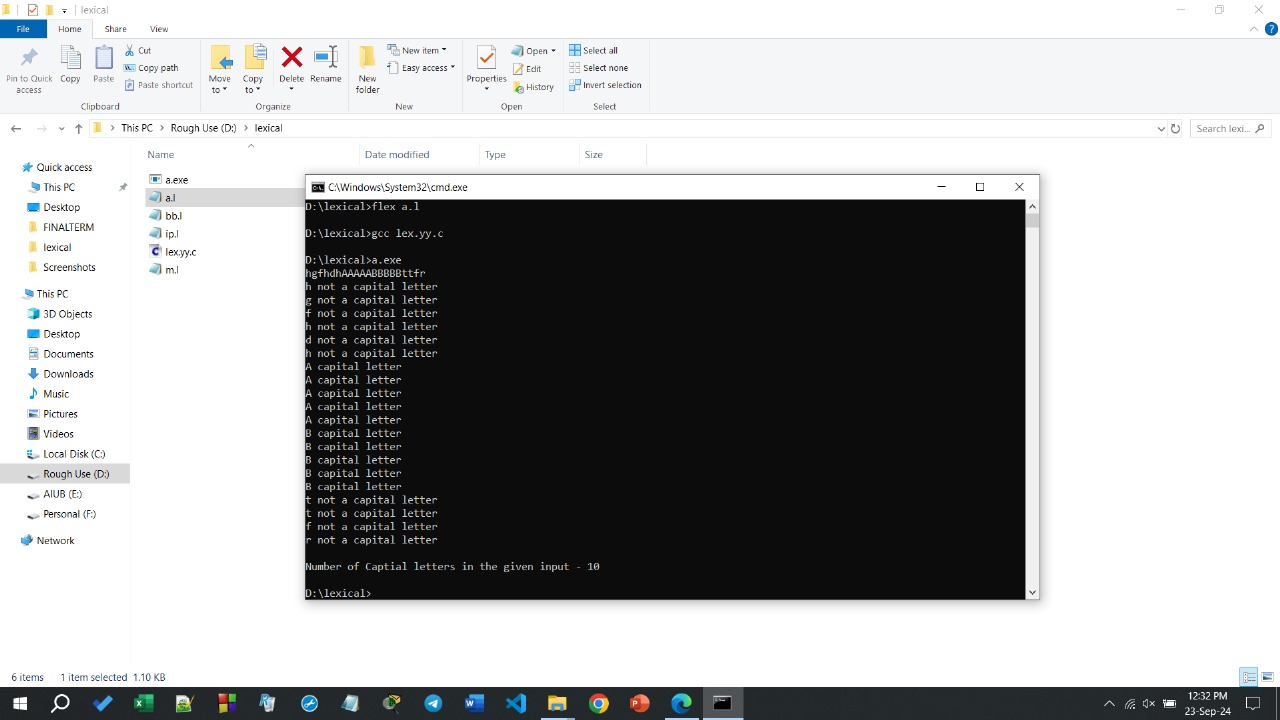 lexical
File Home Share View
Pin to Quick access
Copy
Paste
Cut
Copy path
Paste shortcut
Clipboard
Move to
Copy to
Delete
Rename
Organize
New folder
New item
Easy access
New
Properties
Open
Edit
History
Open
Select all
Select none
Invert selection
Select
This PC Rough Use (D:) lexical
Search lexi...
Quick access
This PC
Desktop
FINALTERM
lexical
Screenshots
This PC
3D Objects
Desktop
Documents
Downloads
Music
Pictures
Videos
Local Disk (C:)
Rough Use (D:)
AIUB (E:)
Personal (F:)
Network
Name Date modified Type Size
a.exe
a.l
bb.l
ip.l
lex.yy.c
m.l
C:\Windows\System32\cmd.exe
D:\lexical>flex a.l
D:\lexical>gcc lex.yy.c
D:\lexical>a.exe
hgfhdhAAAAABBBBBttfr
h not a capital letter
g not a capital letter
f not a capital letter
h not a capital letter
d not a capital letter
h not a capital letter
A capital letter
A capital letter
A capital letter
A capital letter
A capital letter
B capital letter
B capital letter
B capital letter
B capital letter
B capital letter
t not a capital letter
t not a capital letter
f not a capital letter
r not a capital letter
Number of Captial letters in the given input - 10
D:\lexical>
6 items 1 item selected 1.10 KB
12:32 PM
23-Sep-24